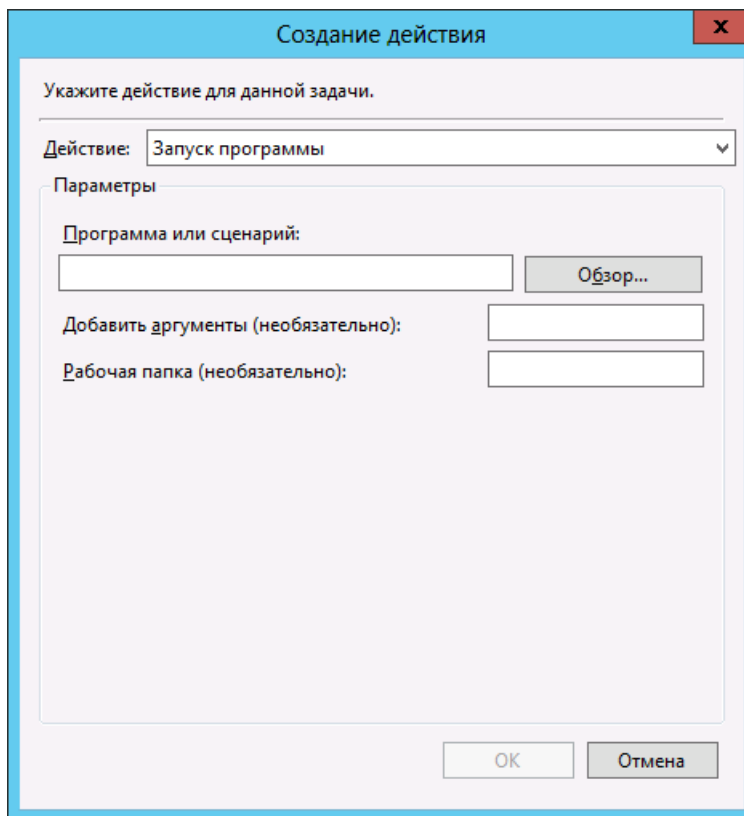 Создание действия
x
Укажите действие для данной задачи.
Действие: Запуск программы
Параметры
Программа или сценарий:
Обзор...
Добавить аргументы (необязательно):
Рабочая папка (необязательно):
OK Отмена